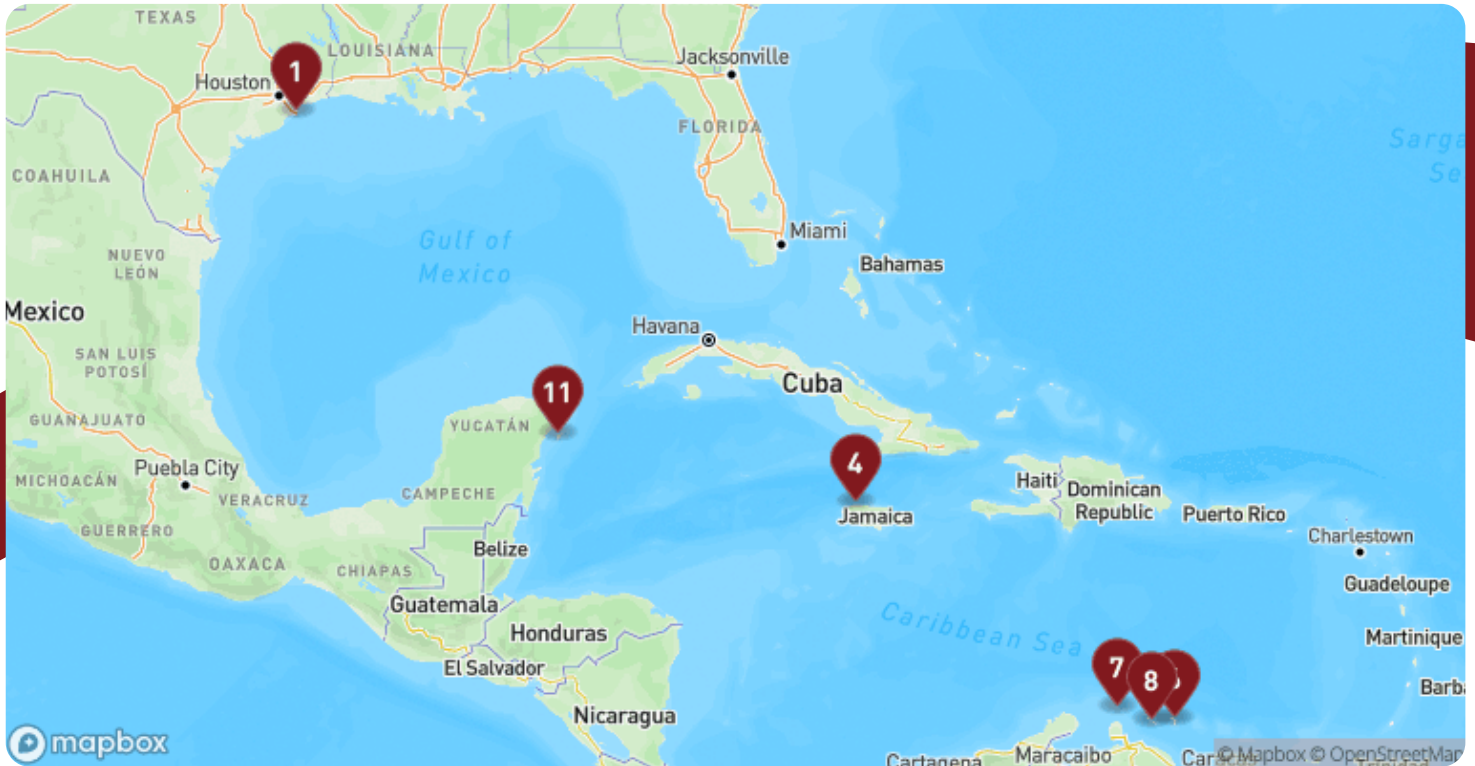 TEXAS
LOUISIANA
Jacksonville
Houston
1
FLORIDA
Sarga
Se
COAHUILA
Miami
Gulf of
Mexico
NUEVO
LEÓN
Bahamas
Mexico
Havana
SAN LUIS
POTOSÍ
Cuba
11
GUANAJUATO
YUCATÁN
Puebla City
4
MICHOACÁN
VERACRUZ
CAMPECHE
Haiti
Dominican
Republic
Puerto Rico
Jamaica
GUERRERO
Charlestown
OAXACA
CHIAPAS
Belize
Guadeloupe
Guatemala
Caribbean Sea
Honduras
Martinique
El Salvador
7
8
Barb
Nicaragua
mapbox
Cartagena
Maracaibo
© Mapbox © OpenStreetMap